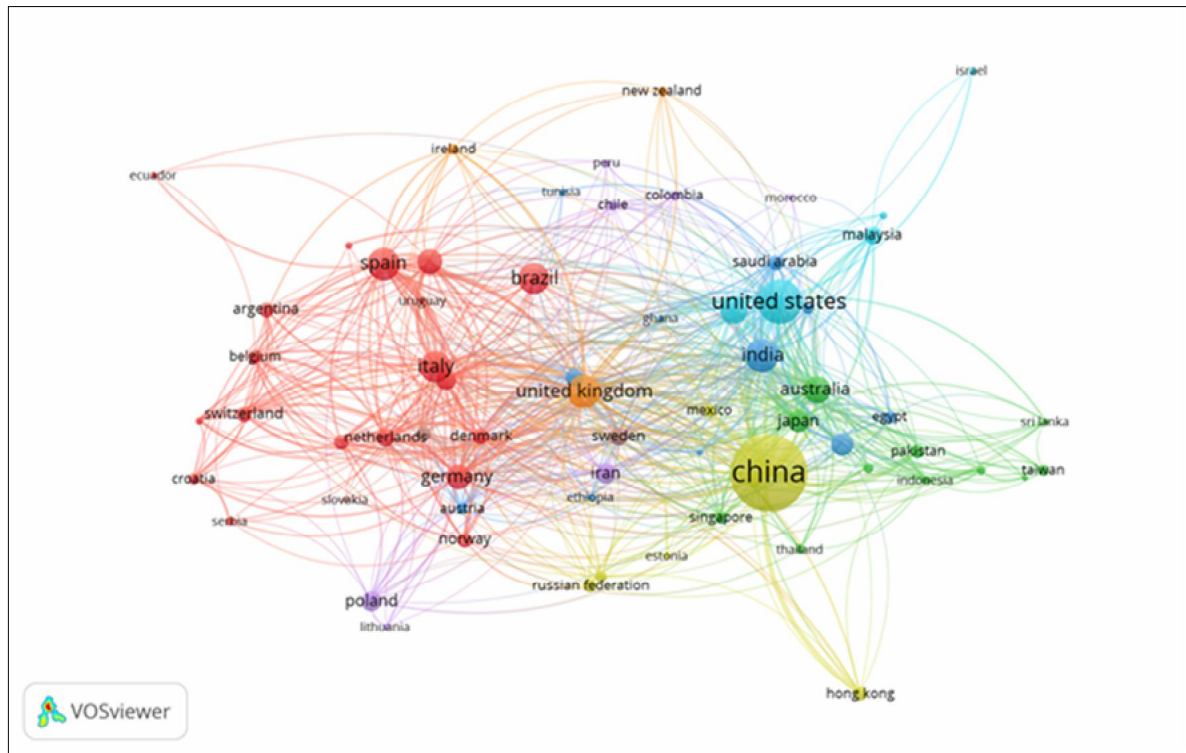 israel
new zealand
ireland
peru
ecuador
tunisia
colombia
morocco
chile
malaysia
spain
saudi arabia
brazil
uruguay
united states
argentina
ghana
belgium
india
italy
united kingdom
australia
mexico
switzerland
egypt
japan
sri lanka
netherlands
denmark
sweden
pakistan
china
taiwan
croatia
germany
iran
indonesia
slovakia
ethiopia
austria
serbia
singapore
norway
thailand
estonia
russian federation
poland
lithuania
hong kong
VOSviewer